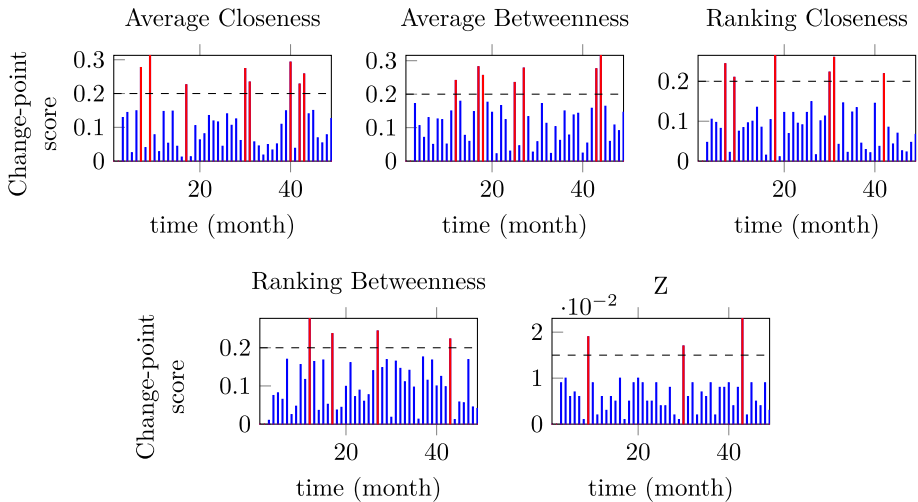 Average Closeness
Average Betweenness
Ranking Closeness
Change-point
score
0.3
0.2
0.1
0
20
40
time (month)
0.3
0.2
0.1
0
20
40
time (month)
0.2
0.1
0
20
40
time (month)
Ranking Betweenness
Z
Change-point
score
0.2
0.1
0
20
40
time (month)
·10⁻²
2
1
0
20
40
time (month)